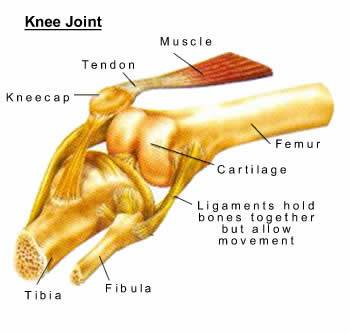 Knee Joint
Muscle
Tendon
Kneecap
Femur
Cartilage
Ligaments hold
bones together
but allow
movement
Fibula
Tibia